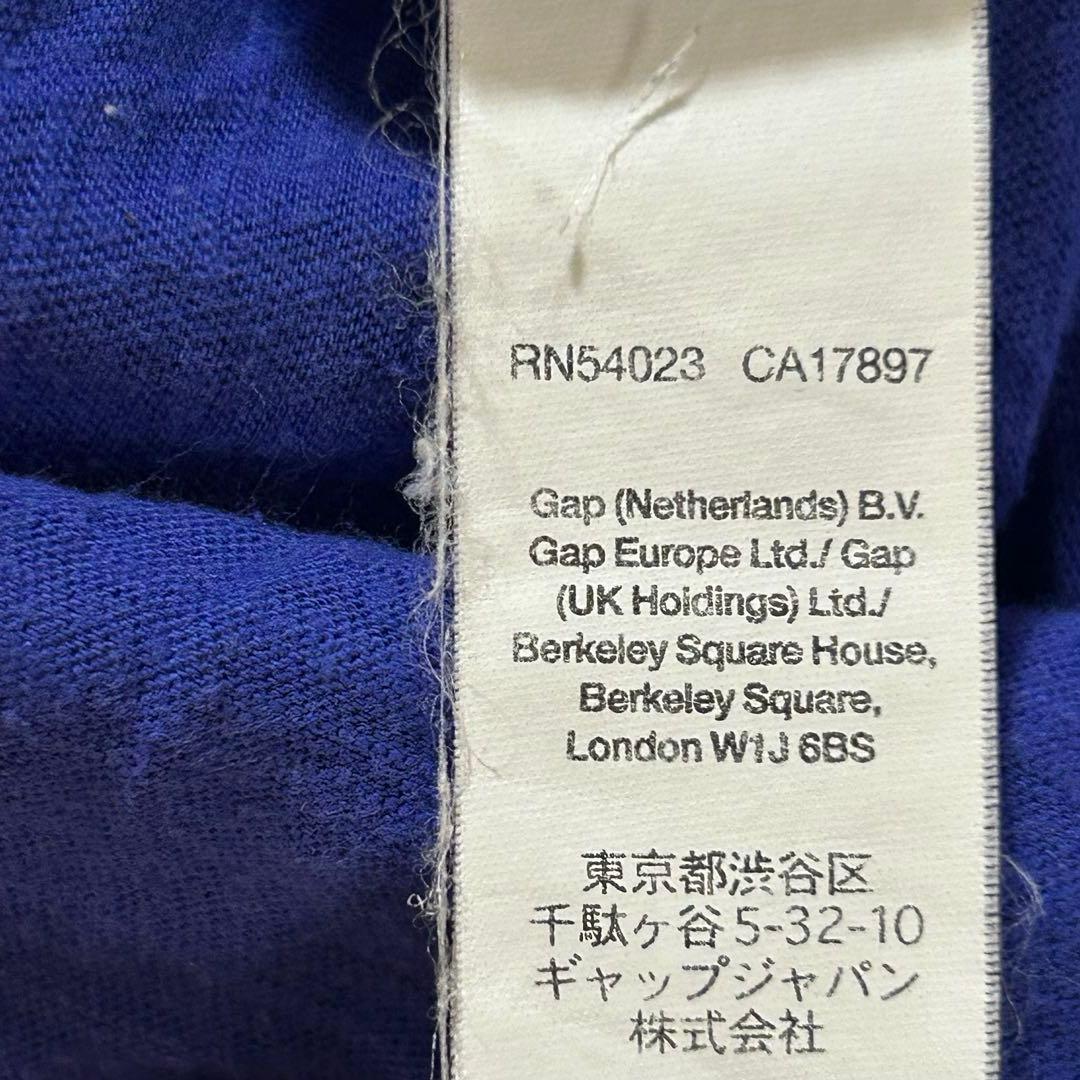 RN54023 CA17897
Gap (Netherlands) B.V.
Gap Europe Ltd./ Gap
(UK Holdings) Ltd./
Berkeley Square House,
Berkeley Square,
London W1J 6BS
東京都渋谷区
千駄ヶ谷5-32-10
ギャップジャパン
株式会社